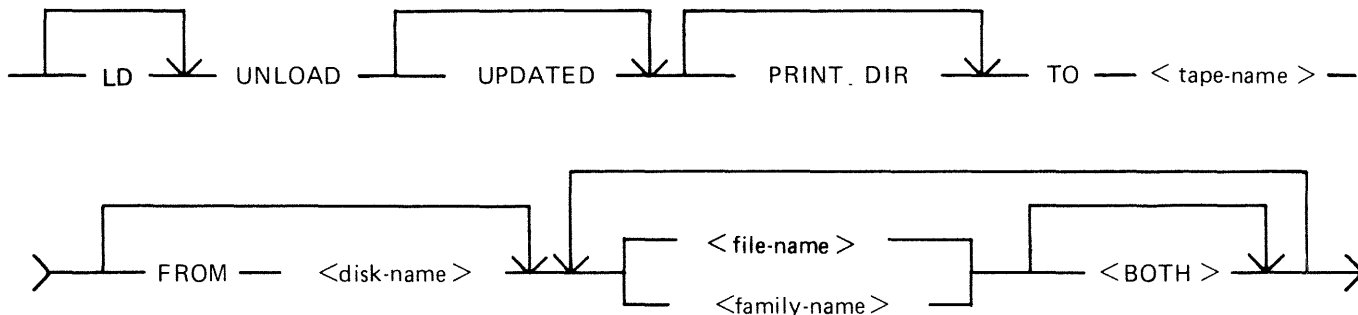 LD UNLOAD UPDATED PRINT. DIR TO < tape-name >
< file-name >
FROM <disk-name> <BOTH >
<family-name>